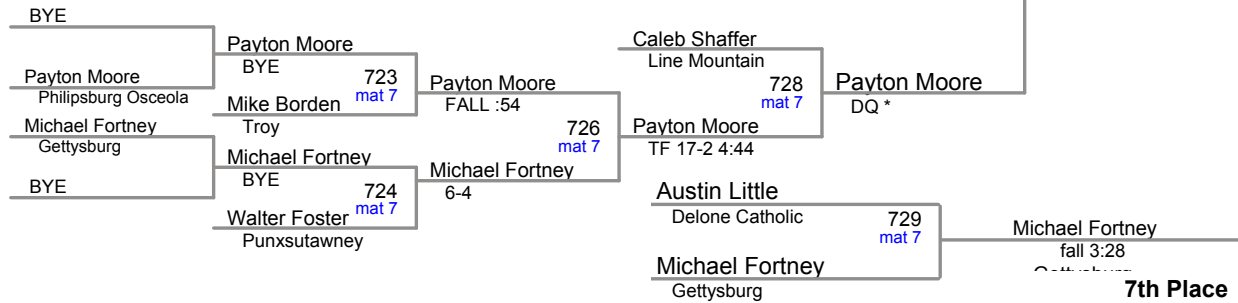 BYE
Payton Moore
Philipsburg Osceola
Michael Fortney
Gettysburg
BYE
Payton Moore
BYE
723
mat 7
Mike Borden
Troy
Michael Fortney
BYE
724
mat 7
Walter Foster
Punxsutawney
Payton Moore
FALL :54
726
mat 7
Michael Fortney
6-4
Caleb Shaffer
Line Mountain
728
mat 7
Payton Moore
TF 17-2 4:44
Payton Moore
DQ *
Austin Little
Delone Catholic
729
mat 7
Michael Fortney
Gettysburg
Michael Fortney
fall 3:28
7th Place